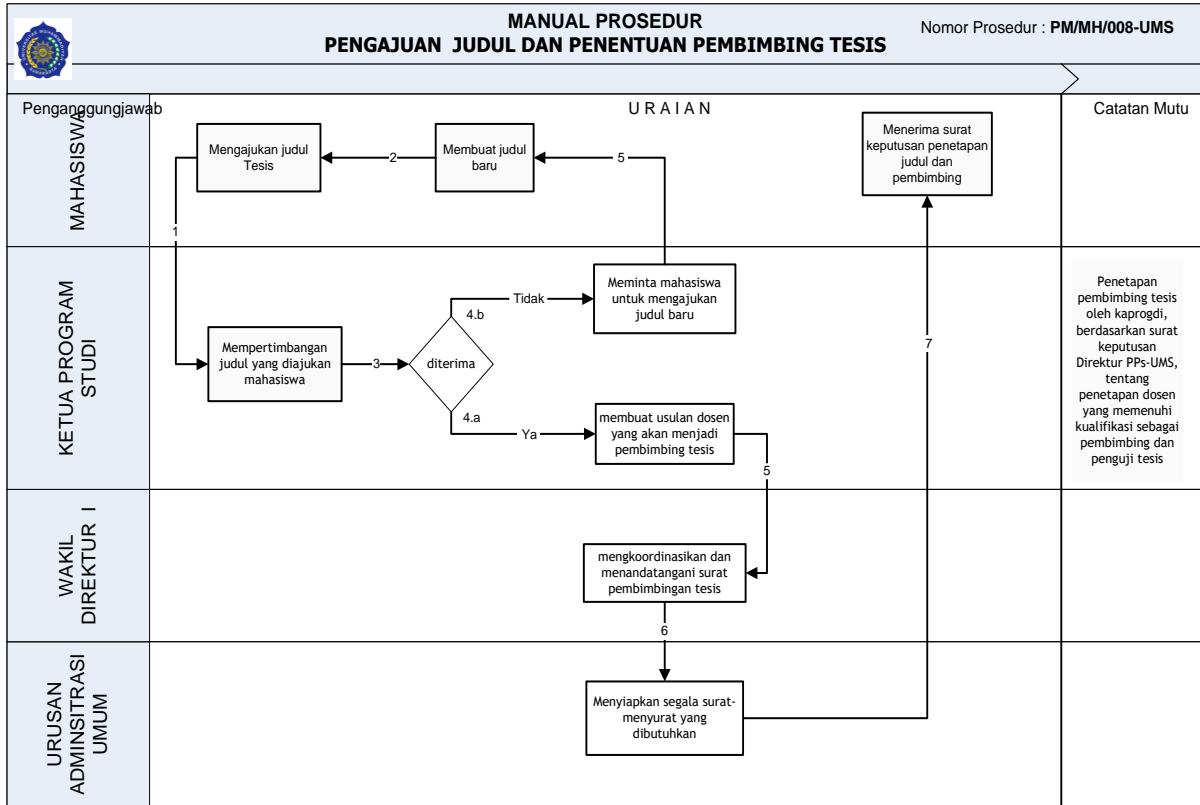 MANUAL PROSEDUR
PENGAJUAN JUDUL DAN PENENTUAN PEMBIMBING TESIS
Nomor Prosedur : PM/MH/008-UMS
Penganggungjawab
U R A I A N
Catatan Mutu
MAHASISWA
Mengajukan judul
Tesis
2
Membuat judul
baru
5
Menerima surat
keputusan penetapan
judul dan
pembimbing
1
KETUA PROGRAM
STUDI
Mempertimbangan
judul yang diajukan
mahasiswa
3
diterima
4.b
Tidak
Meminta mahasiswa
untuk mengajukan
judul baru
4.a
Ya
membuat usulan dosen
yang akan menjadi
pembimbing tesis
5
7
Penetapan
pembimbing tesis
oleh kaprogdi,
berdasarkan surat
keputusan
Direktur PPs-UMS,
tentang
penetapan dosen
yang memenuhi
kualifikasi sebagai
pembimbing dan
penguji tesis
WAKIL
DIREKTUR I
mengkoordinasikan dan
menandatangani surat
pembimbingan tesis
6
URUSAN
ADMINSITRASI
UMUM
Menyiapkan segala surat-
menyurat yang
dibutuhkan